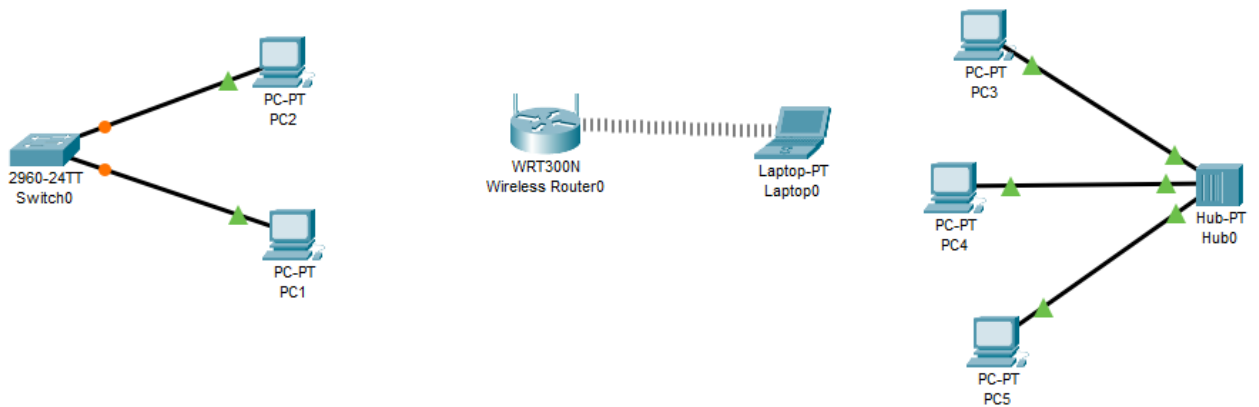 PC-PT
PC2
2960-24TT
Switch0
PC-PT
PC1
WRT300N
Wireless Router0
Laptop-PT
Laptop0
PC-PT
PC3
PC-PT
PC4
Hub-PT
Hub0
PC-PT
PC5